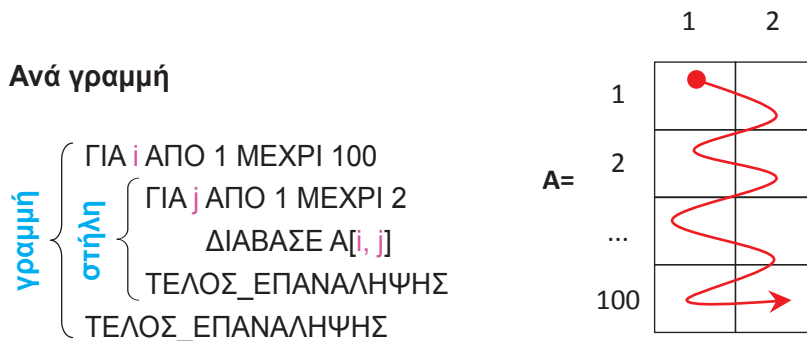 Ανά γραμμή
γραμμή
στήλη
ΓΙΑ i ΑΠΟ 1 ΜΕΧΡΙ 100
ΓΙΑ j ΑΠΟ 1 ΜΕΧΡΙ 2
ΔΙΑΒΑΣΕ Α[i, j]
ΤΕΛΟΣ_ΕΠΑΝΑΛΗΨΗΣ
ΤΕΛΟΣ_ΕΠΑΝΑΛΗΨΗΣ
1 2
1
A= 2
...
100